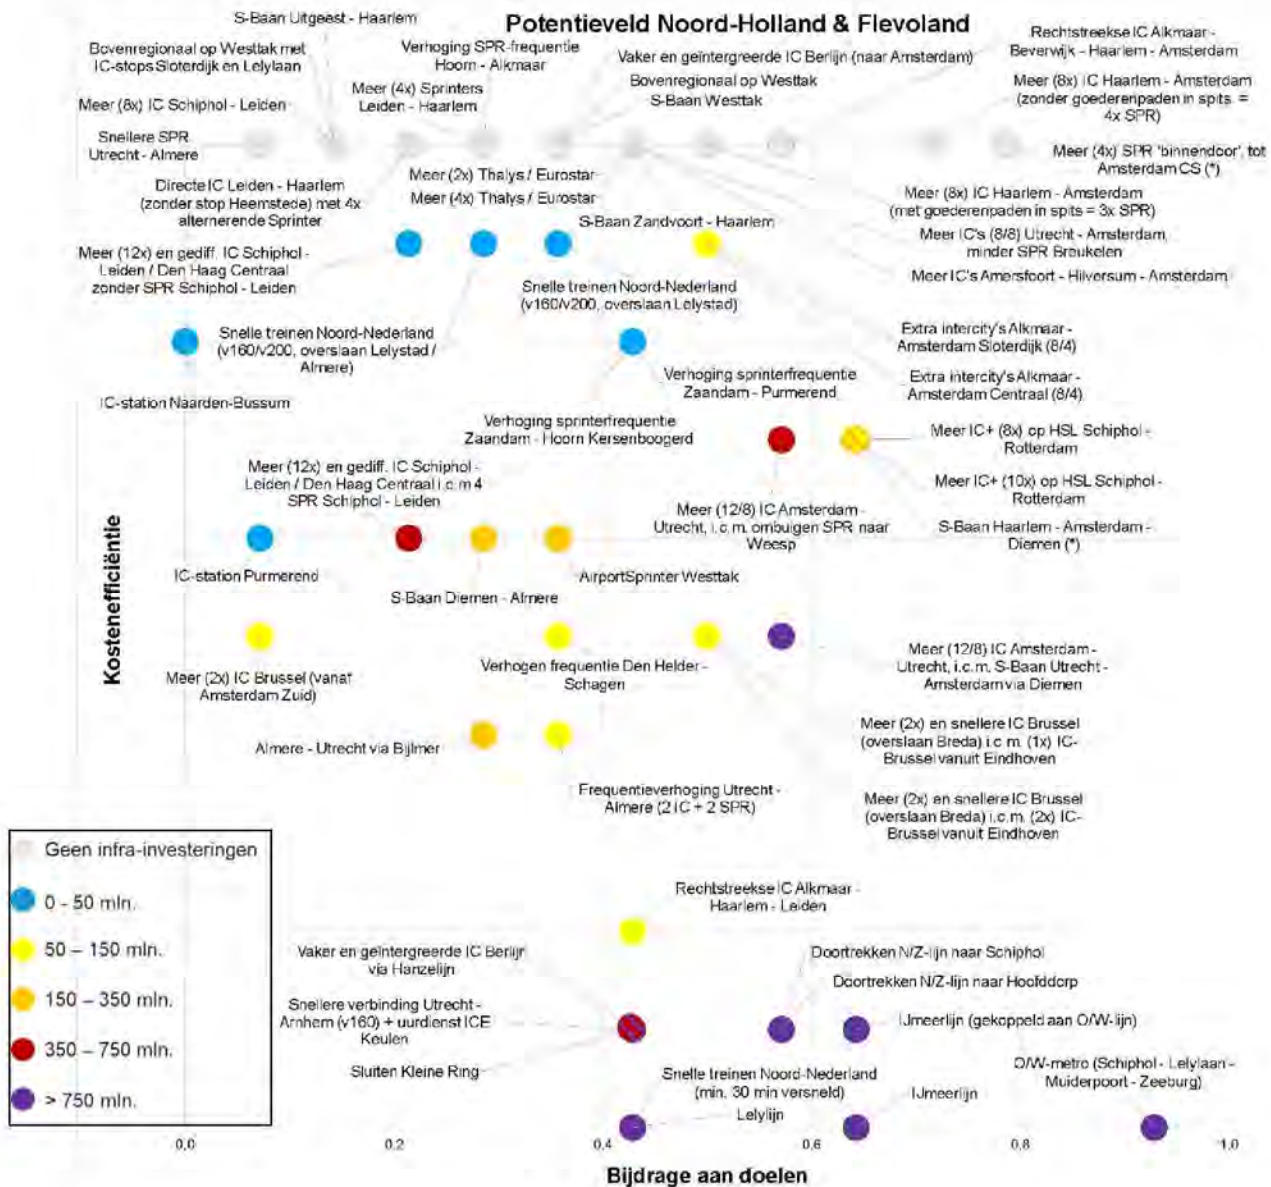 Potentieveld Noord-Holland & Flevoland
S-Baan Uitgeest - Haarlem
Bovenregionaal op Westtak met
IC-stops Sloterdijk en Lelylaan
Verhoging SPR-frequentie
Hoorn - Alkmaar
Vaker en geïntegreerde IC Berlijn (naar Amsterdam)
Rechtstreekse IC Alkmaar -
Beverwijk - Haarlem - Amsterdam
Meer (8x) IC Schiphol - Leiden
Meer (4x) Sprinters
Leiden - Haarlem
Bovenregionaal op Westtak
S-Baan Westtak
Meer (8x) IC Haarlem - Amsterdam
(zonder goederenpaden in spits =
4x SPR)
Snellere SPR
Utrecht - Almere
Meer (4x) SPR 'binnendoor', tot
Amsterdam CS (*)
Directe IC Leiden - Haarlem
(zonder stop Heemstede) met 4x
alternerende Sprinter
Meer (2x) Thalys / Eurostar
Meer (4x) Thalys / Eurostar
S-Baan Zandvoort - Haarlem
Meer (8x) IC Haarlem - Amsterdam
(met goederenpaden in spits = 3x SPR)
Meer IC's (8/8) Utrecht - Amsterdam,
minder SPR Breukelen
Meer IC's Amersfoort - Hilversum - Amsterdam
Meer (12x) en gediff. IC Schiphol -
Leiden / Den Haag Centraal
zonder SPR Schiphol - Leiden
Snelle treinen Noord-Nederland
(v160/v200, overslaan Lelystad)
Snelle treinen Noord-Nederland
(v160/v200, overslaan Lelystad /
Almere)
Extra intercity's Alkmaar -
Amsterdam Sloterdijk (8/4)
Verhoging sprinterfrequentie
Zaandam - Purmerend
Extra intercity's Alkmaar -
Amsterdam Centraal (8/4)
IC-station Naarden-Bussum
Verhoging sprinterfrequentie
Zaandam - Hoorn Kersenboogerd
Meer IC+ (8x) op HSL Schiphol -
Rotterdam
Meer (12x) en gediff. IC Schiphol -
Leiden / Den Haag Centraal i.c.m 4
SPR Schiphol - Leiden
Meer IC+ (10x) op HSL Schiphol -
Rotterdam
Meer (12/8) IC Amsterdam -
Utrecht, i.c.m. ombuigen SPR naar
Weesp
S-Baan Haarlem - Amsterdam -
Diemen (*)
IC-station Purmerend
AirportSprinter Westtak
S-Baan Diemen - Almere
Kostenefficiëntie
Meer (2x) IC Brussel (vanaf
Amsterdam Zuid)
Verhogen frequentie Den Helder -
Schagen
Meer (12/8) IC Amsterdam -
Utrecht, i.c.m. S-Baan Utrecht -
Amsterdam via Diemen
Almere - Utrecht via Bijlmer
Meer (2x) en snellere IC Brussel
(overslaan Breda) i.c.m. (1x) IC-
Brussel vanuit Eindhoven
Frequentieverhoging Utrecht -
Almere (2 IC + 2 SPR)
Meer (2x) en snellere IC Brussel
(overslaan Breda) i.c.m. (2x) IC-
Brussel vanuit Eindhoven
Geen infra-investeringen
0 - 50 mln.
50 – 150 mln.
150 – 350 mln.
350 – 750 mln.
> 750 mln.
Rechtstreekse IC Alkmaar -
Haarlem - Leiden
Vaker en geïntegreerde IC Berlijn
via Hanzelijn
Doortrekken N/Z-lijn naar Schiphol
Doortrekken N/Z-lijn naar Hoofddorp
Snellere verbinding Utrecht -
Arnhem (v160) + uurdienst ICE
Keulen
IJmeerlijn (gekoppeld aan O/W-lijn)
Sluiten Kleine Ring
Snelle treinen Noord-Nederland
(min. 30 min versneld)
O/W-metro (Schiphol - Lelylaan -
Muiderpoort - Zeeburg)
Lelylijn
IJmeerlijn
0,0
0.2
0.4
0.6
0.8
1.0
Bijdrage aan doelen